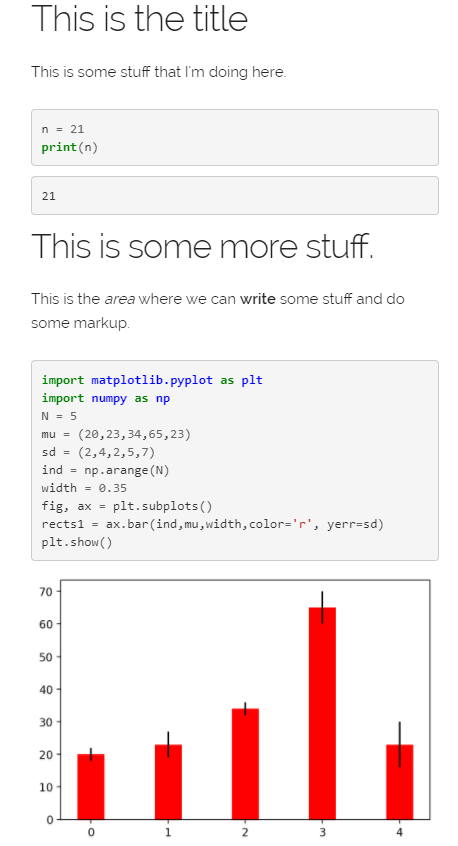 This is the title
This is some stuff that I'm doing here.
n = 21
print(n)
21
This is some more stuff.
This is the area where we can write some stuff and do
some markup.
import matplotlib.pyplot as plt
import numpy as np
N = 5
mu = (20,23,34,65,23)
sd = (2,4,2,5,7)
ind = np.arange(N)
width = 0.35
fig, ax = plt.subplots()
rects1 = ax.bar(ind,mu,width,color='r', yerr=sd)
plt.show()
70
60
50
40
30
20
10
0
0 1 2 3 4